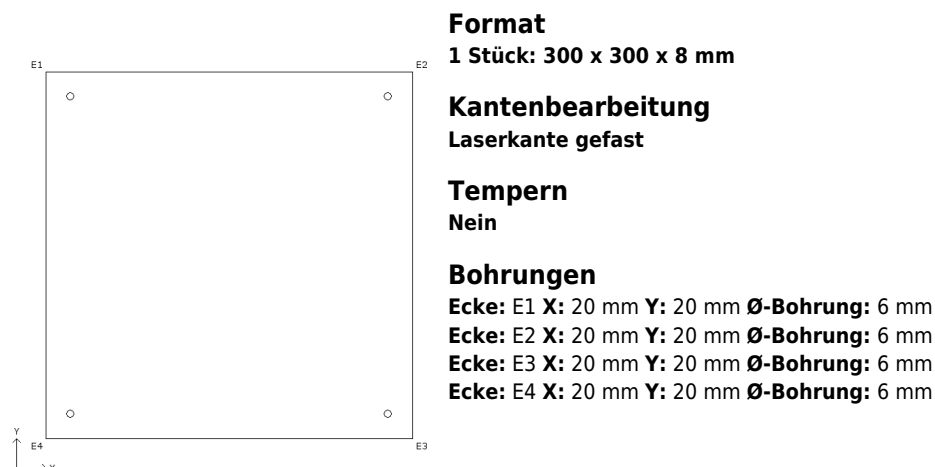 Format
1 Stück: 300 x 300 x 8 mm
Kantenbearbeitung
Laserkante gefast
Tempern
Nein
Bohrungen
Ecke: E1 X: 20 mm Y: 20 mm Ø-Bohrung: 6 mm
Ecke: E2 X: 20 mm Y: 20 mm Ø-Bohrung: 6 mm
Ecke: E3 X: 20 mm Y: 20 mm Ø-Bohrung: 6 mm
Ecke: E4 X: 20 mm Y: 20 mm Ø-Bohrung: 6 mm
E1 E2
E4 E3
Y
X